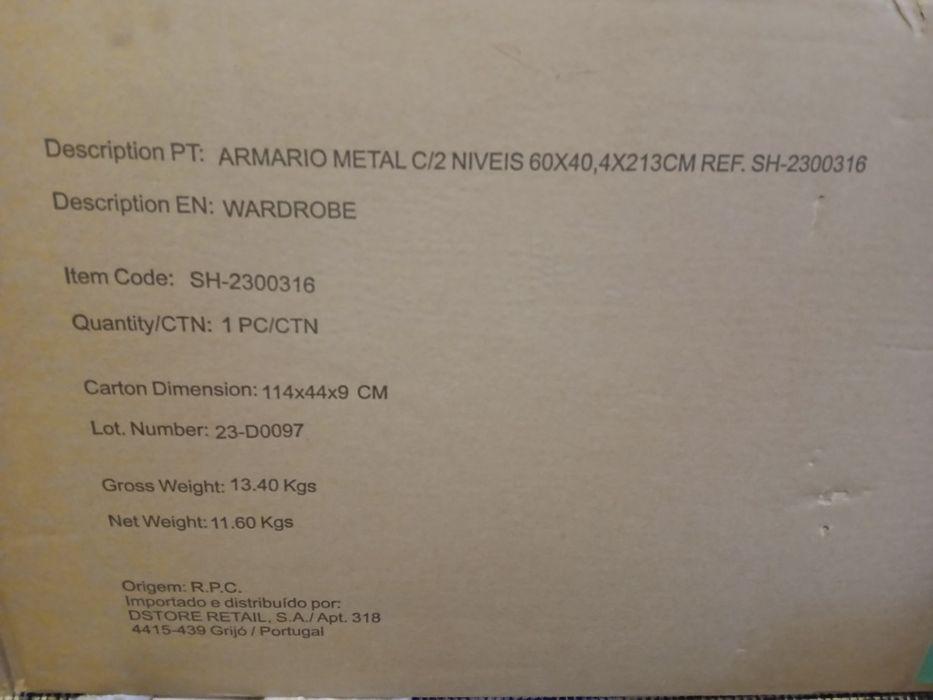 Description PT: ARMARIO METAL C/2 NIVEIS 60X40,4X213CM REF. SH-2300316
Description EN: WARDROBE
Item Code: SH-2300316
Quantity/CTN: 1 PC/CTN
Carton Dimension: 114x44x9 CM
Lot. Number: 23-D0097
Gross Weight: 13.40 Kgs
Net Weight: 11.60 Kgs
Origem: R.P.C.
Importado e distribuído por:
DSTORE RETAIL, S.A./ Apt. 318
4415-439 Grijó / Portugal